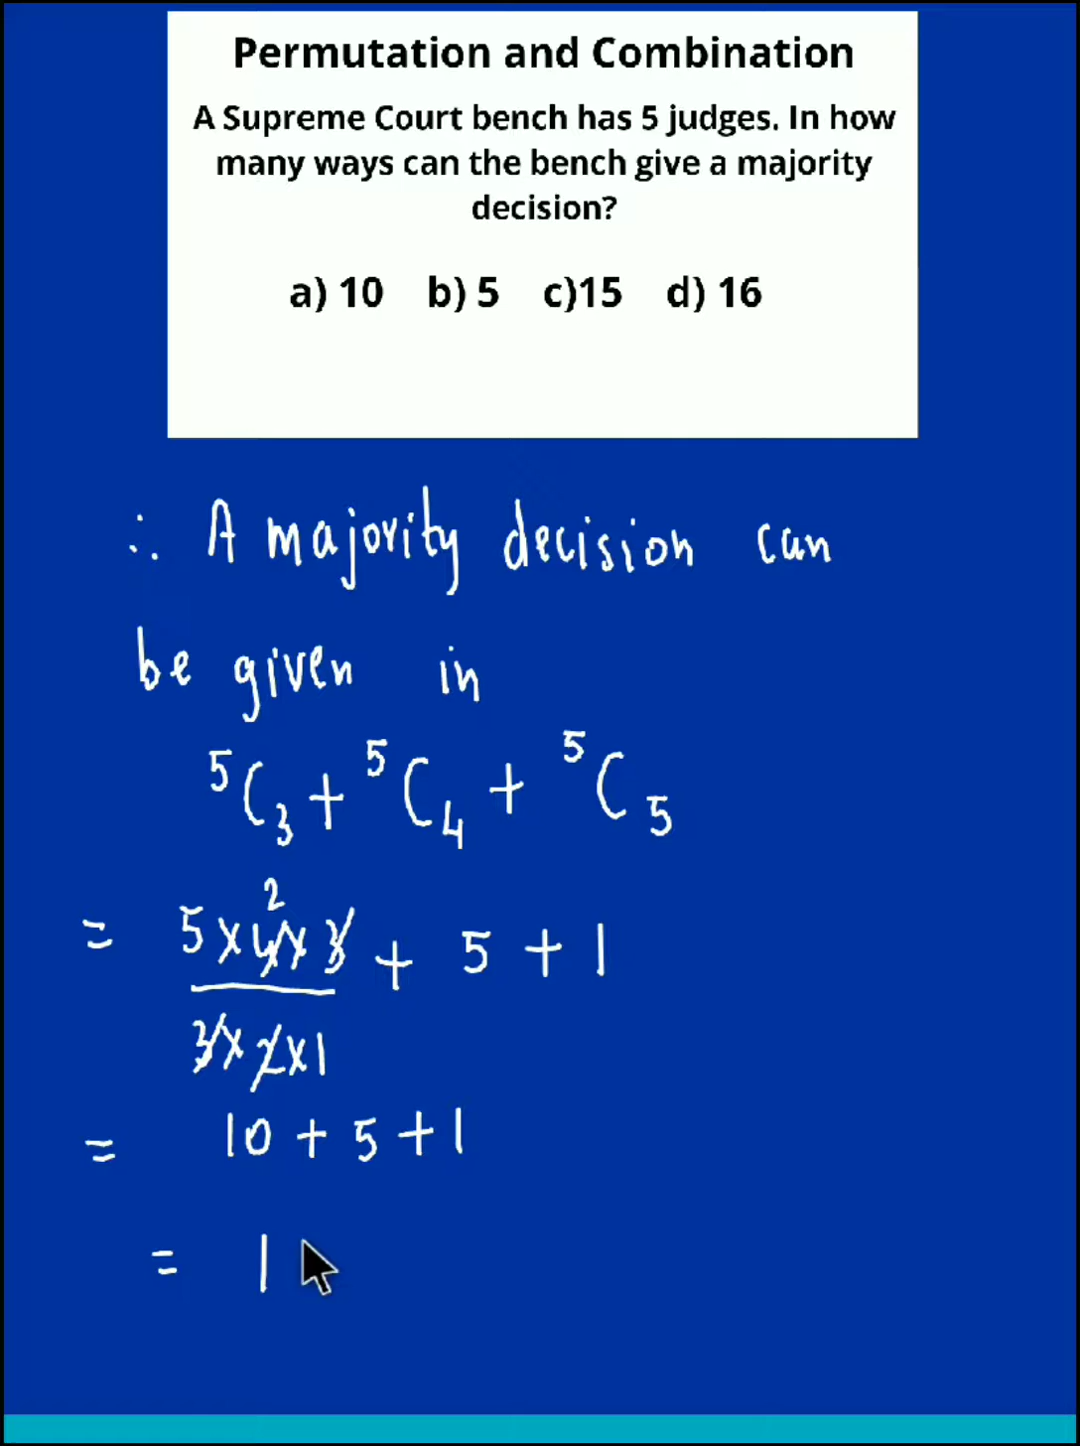 Permutation and Combination
A Supreme Court bench has 5 judges. In how
many ways can the bench give a majority
decision?
a) 10 b) 5 c)15 d) 16
∴ A majority decision can
be given in
⁵C₃ + ⁵C₄ + ⁵C₅
2
= 5 x 4 x 3 + 5 + 1
3 x 2 x 1
= 10 + 5 + 1
= 1